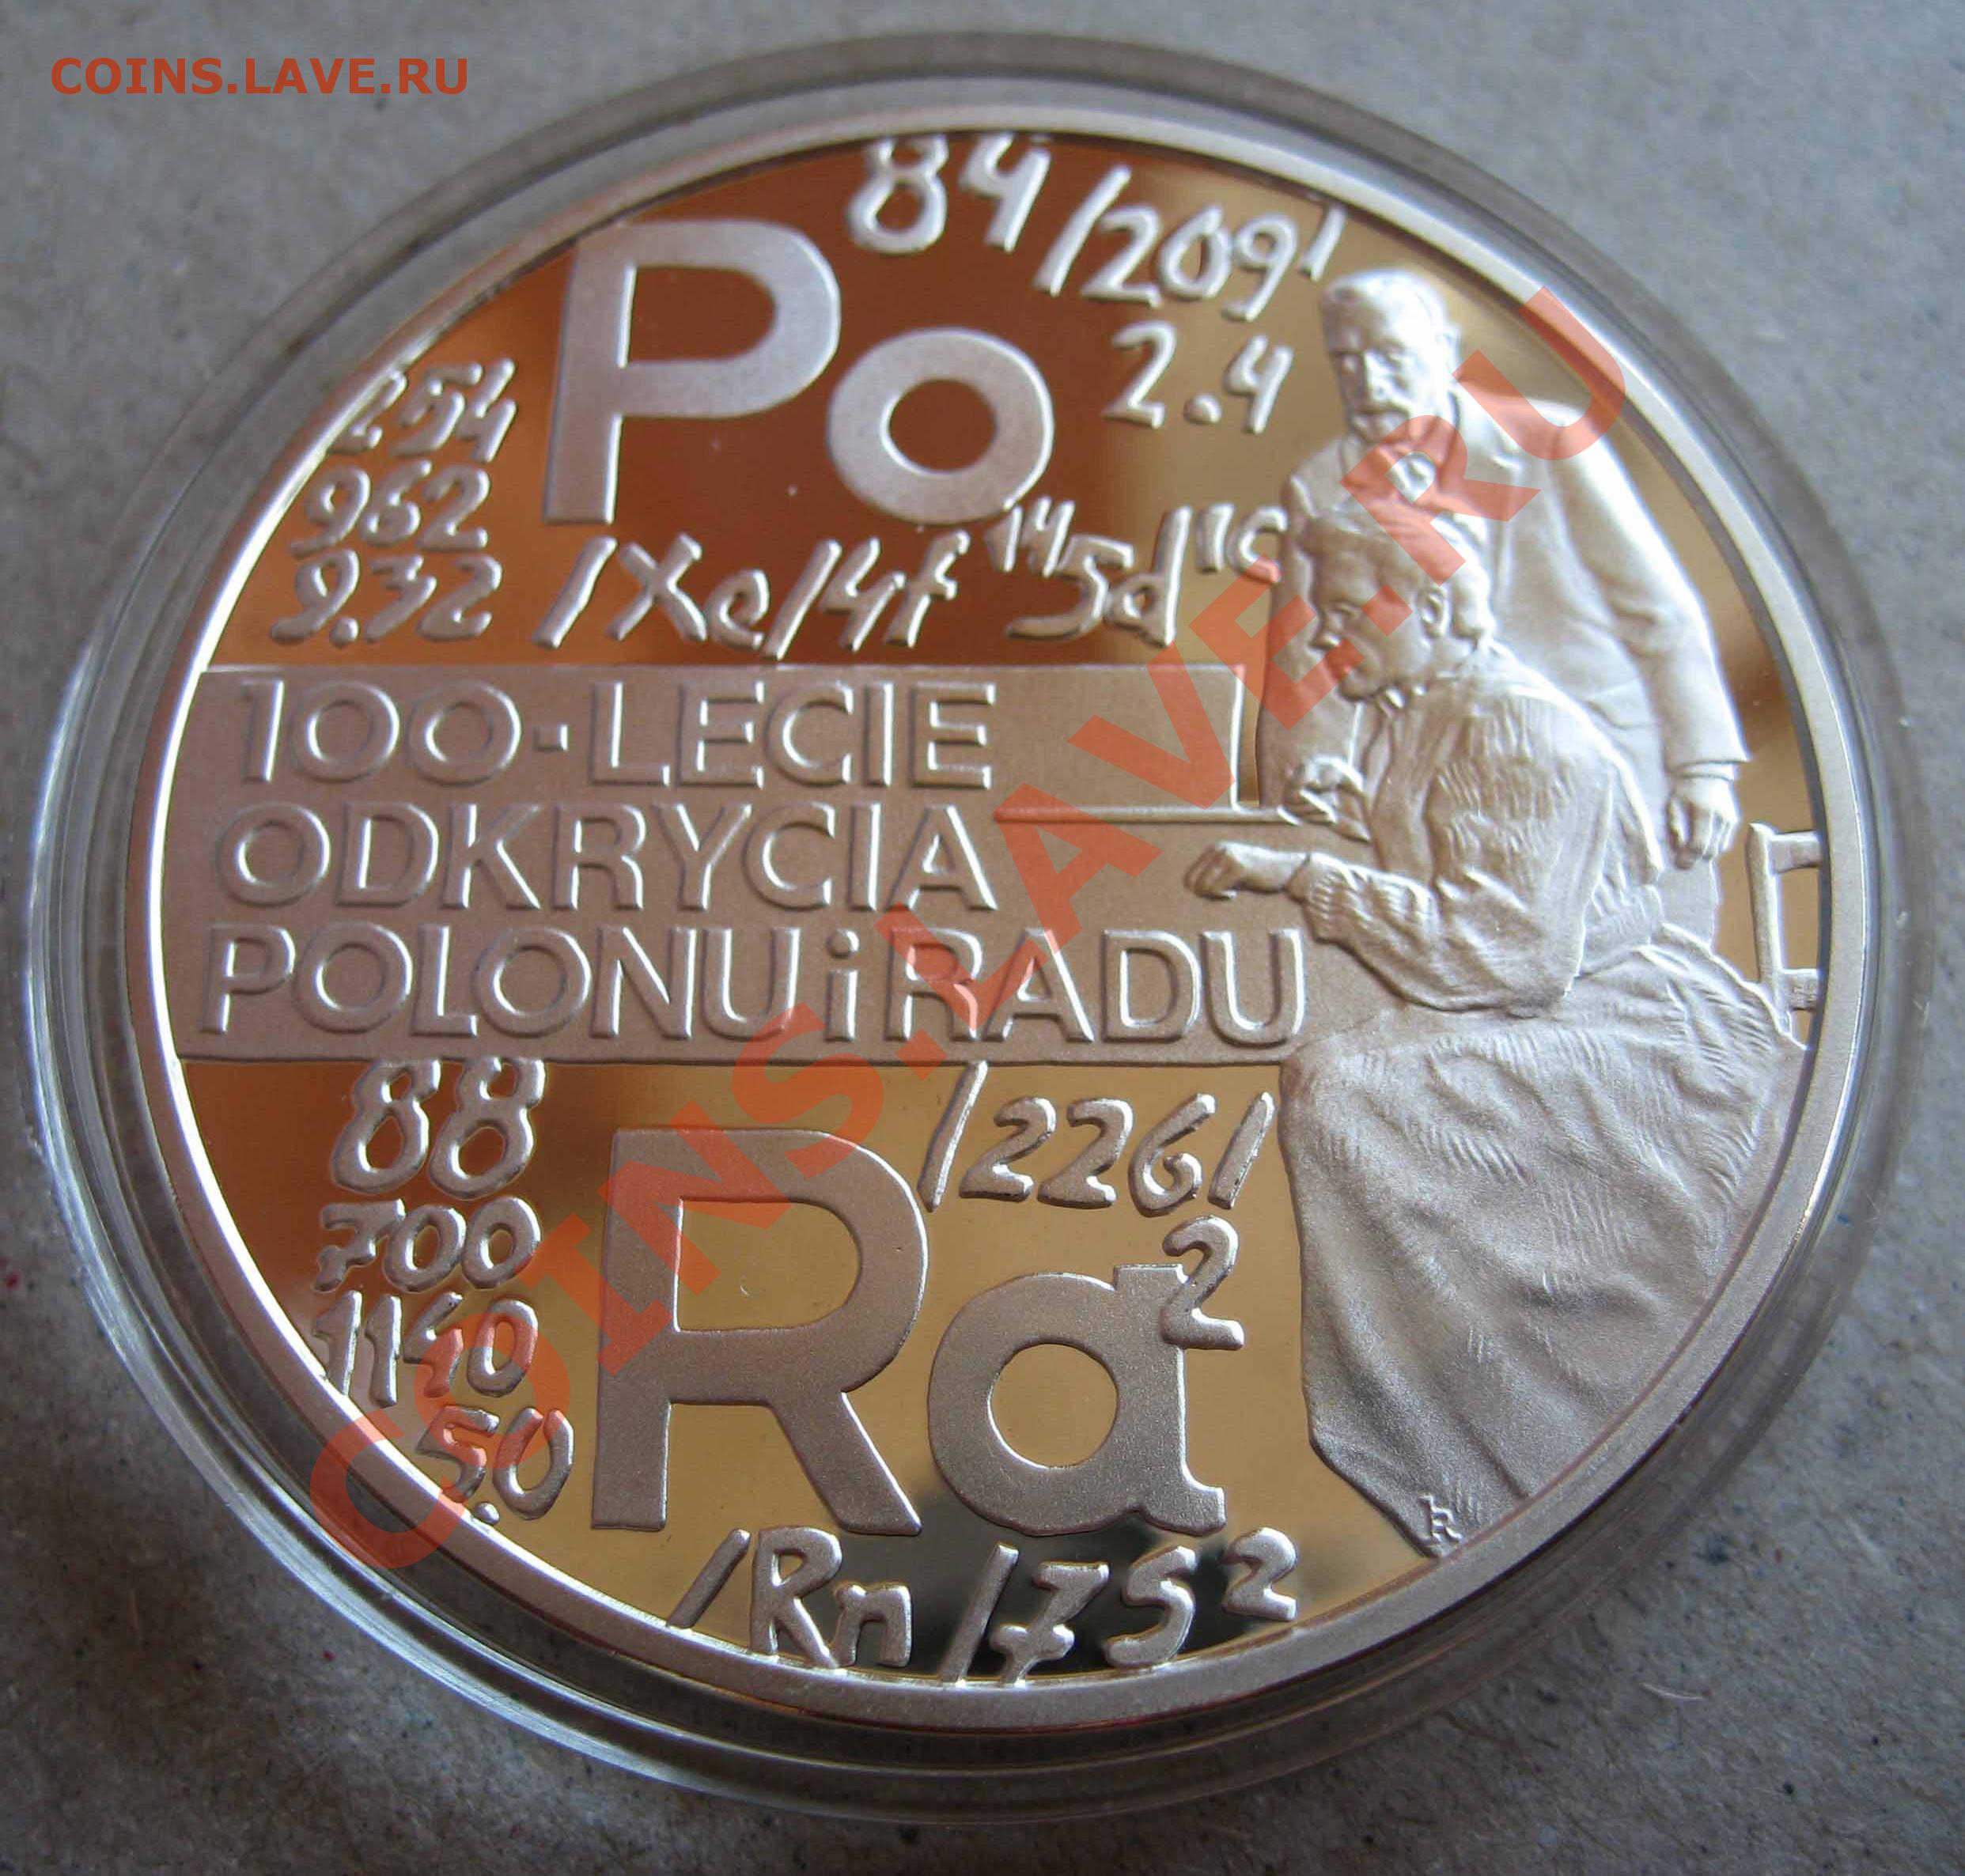 COINS.LAVE.RU
84
/209/
Po
2.4
254
962
9.32
/Xe/4f 14 5d 10
100-LECIE
ODKRYCIA
POLONU i RADU
88
/226/
700
Ra
2
1140
5.0
/Rn/7S 2
COINS.LAVE.RU